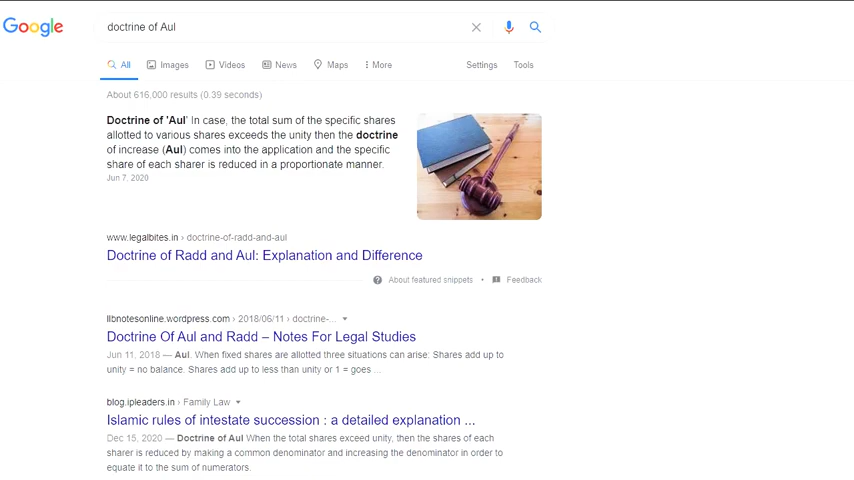 Google
doctrine of Aul
All
Images
Videos
News
Maps
More
Settings
Tools
About 616,000 results (0.39 seconds)
Doctrine of 'Aul' In case, the total sum of the specific shares
allotted to various shares exceeds the unity then the doctrine
of increase (Aul) comes into the application and the specific
share of each sharer is reduced in a proportionate manner.
Jun 7, 2020
www.legalbites.in › doctrine-of-radd-and-aul
Doctrine of Radd and Aul: Explanation and Difference
About featured snippets • Feedback
llbnotesonline.wordpress.com › 2018/06/11 › doctrine-...
Doctrine Of Aul and Radd – Notes For Legal Studies
Jun 11, 2018 — Aul. When fixed shares are allotted three situations can arise: Shares add up to
unity = no balance. Shares add up to less than unity or 1 = goes ...
blog.ipleaders.in › Family Law
Islamic rules of intestate succession : a detailed explanation ...
Dec 15, 2020 — Doctrine of Aul When the total shares exceed unity, then the shares of each
sharer is reduced by making a common denominator and increasing the denominator in order to
equate it to the sum of numerators.